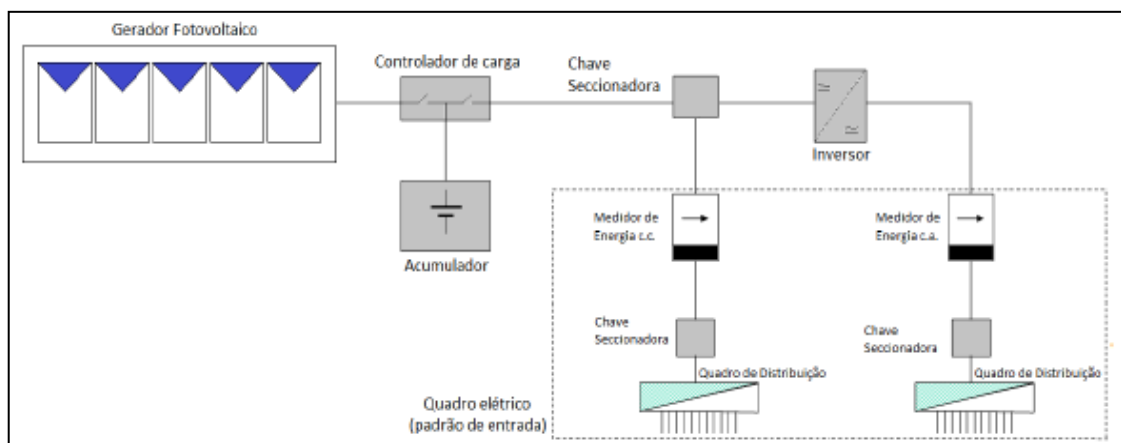 Gerador Fotovoltaico
Controlador de carga
Chave
Seccionadora
Inversor
Acumulador
Medidor de
Energia c.c.
Medidor de
Energia c.a.
Chave
Seccionadora
Chave
Seccionadora
Quadro de Distribuição
Quadro de Distribuição
Quadro elétrico
(padrão de entrada)